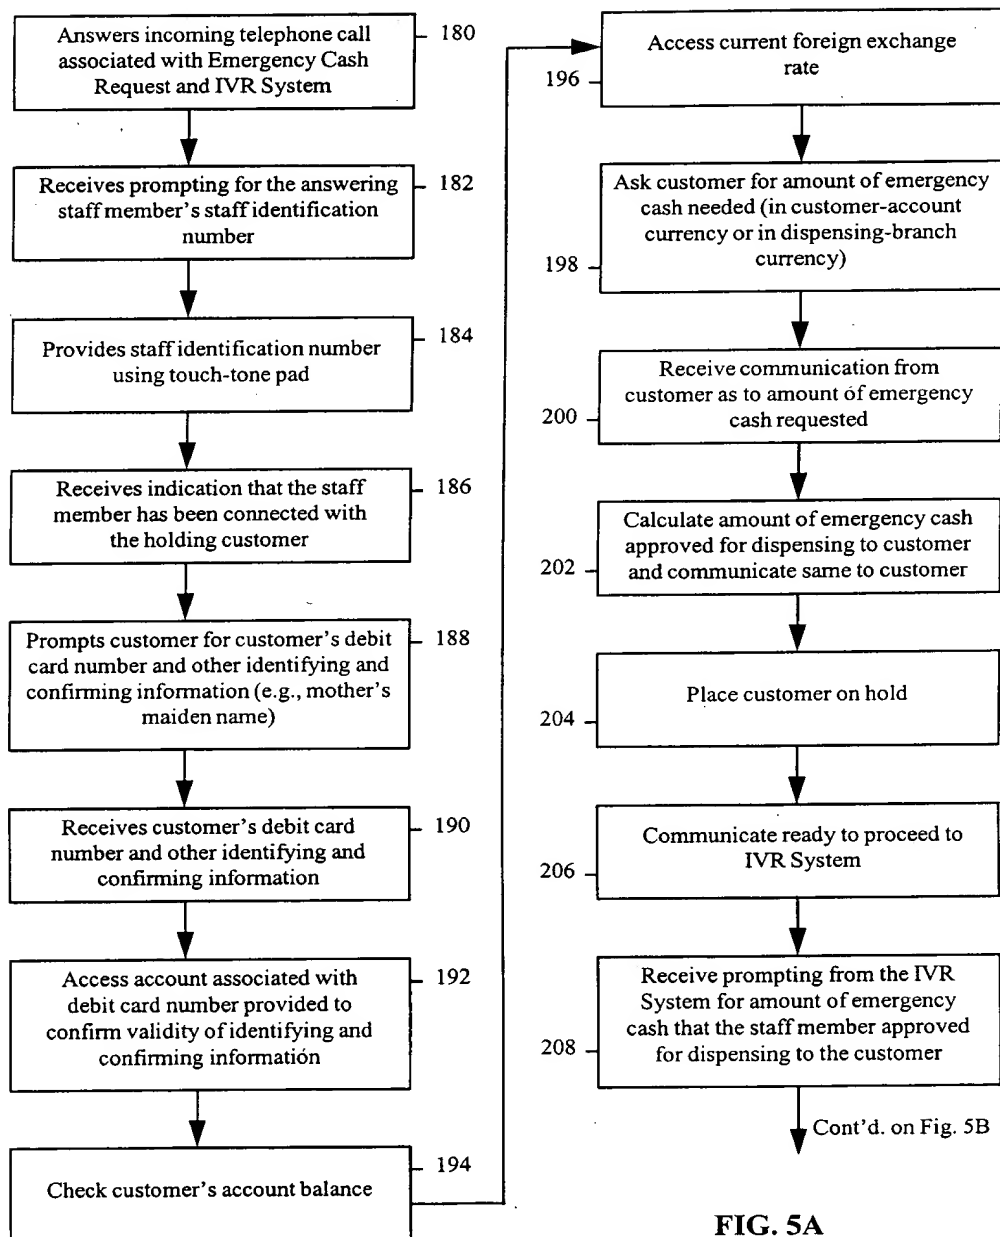 Answers incoming telephone call
associated with Emergency Cash
Request and IVR System
180
Receives prompting for the answering
staff member's staff identification
number
182
Provides staff identification number
using touch-tone pad
184
Receives indication that the staff
member has been connected with
the holding customer
186
Prompts customer for customer's debit
card number and other identifying and
confirming information (e.g., mother's
maiden name)
188
Receives customer's debit card
number and other identifying and
confirming information
190
Access account associated with
debit card number provided to
confirm validity of identifying and
confirming information
192
Check customer's account balance
194
Access current foreign exchange
rate
196
Ask customer for amount of emergency
cash needed (in customer-account
currency or in dispensing-branch
currency)
198
Receive communication from
customer as to amount of emergency
cash requested
200
Calculate amount of emergency cash
approved for dispensing to customer
and communicate same to customer
202
Place customer on hold
204
Communicate ready to proceed to
IVR System
206
Receive prompting from the IVR
System for amount of emergency
cash that the staff member approved
for dispensing to the customer
208
Cont'd. on Fig. 5B
FIG. 5A